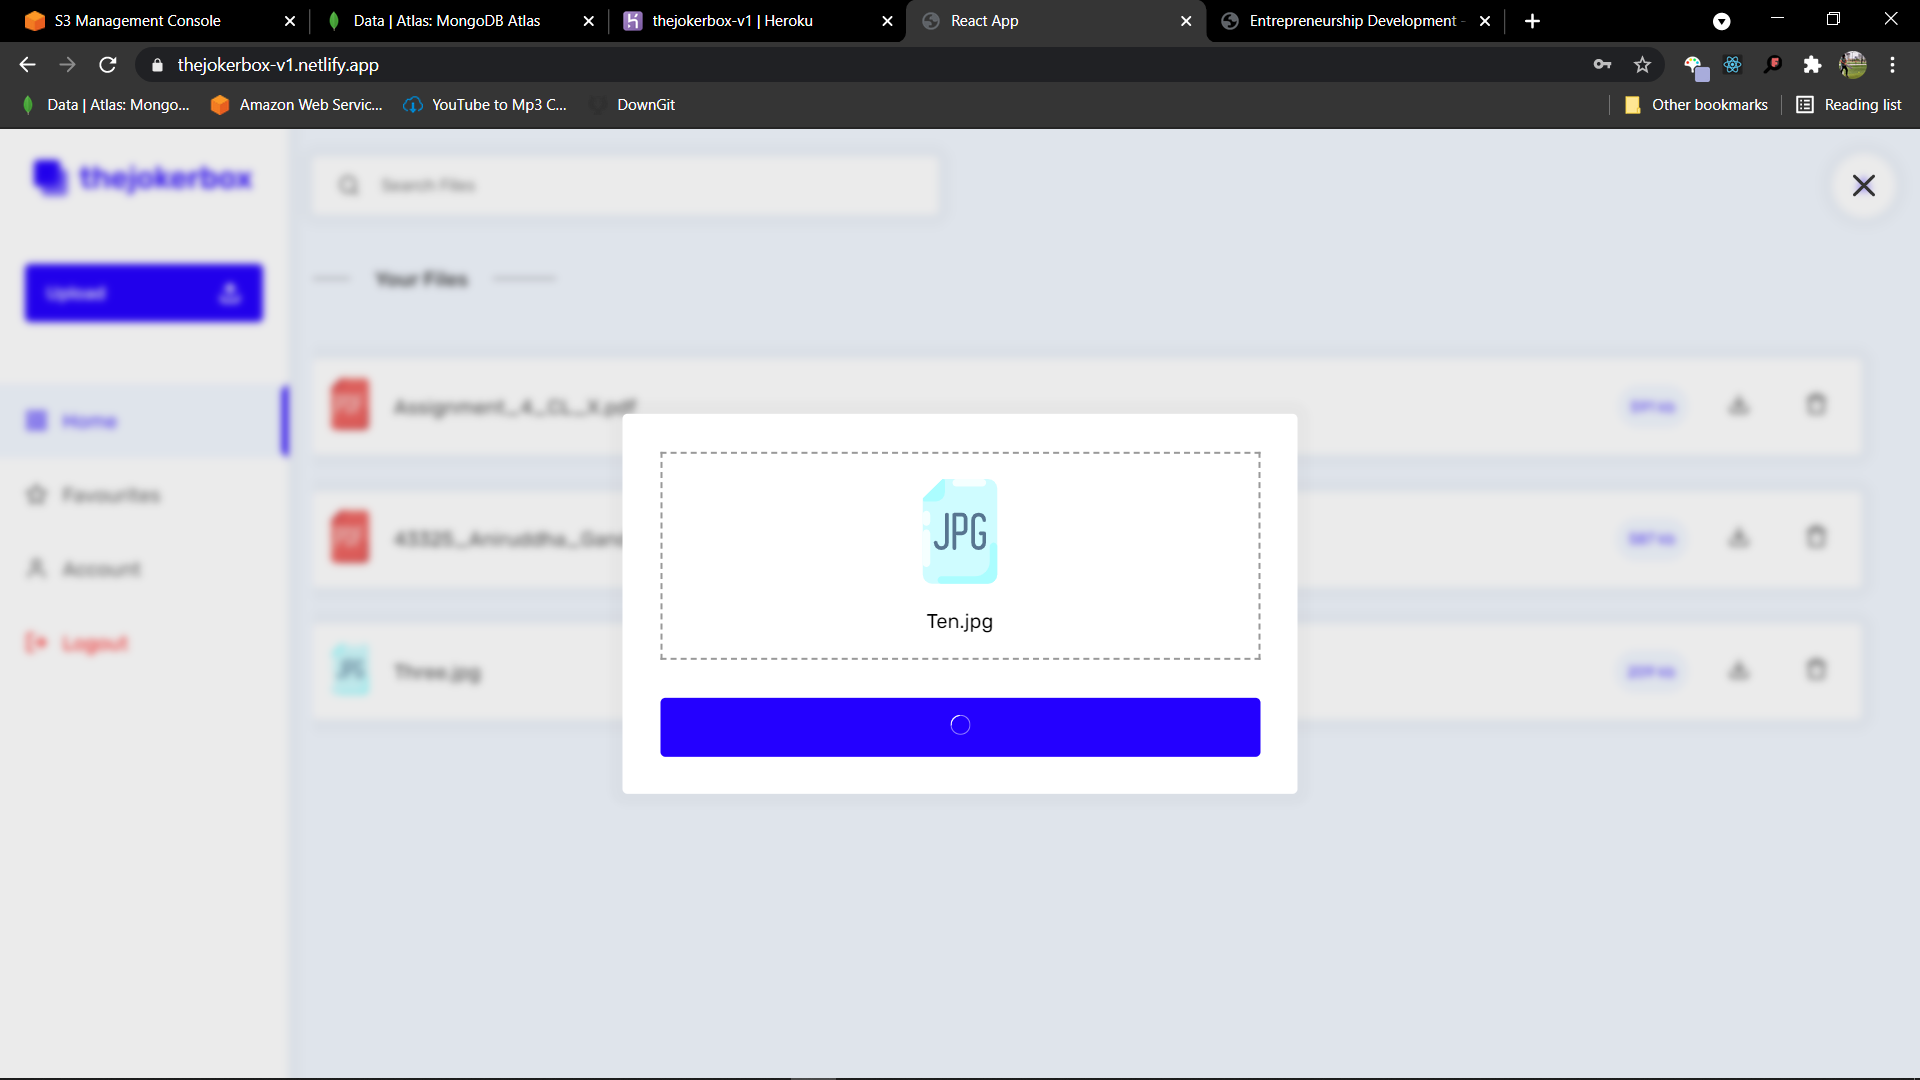 S3 Management Console
Data | Atlas: MongoDB Atlas
thejokerbox-v1 | Heroku
React App
Entrepreneurship Development -
thejokerbox-v1.netlify.app
Data | Atlas: Mongo...
Amazon Web Servic...
YouTube to Mp3 C...
DownGit
Other bookmarks
Reading list
thejokerbox
Search Files
Upload
Your Files
Home
Assignment_4_CL_X.pdf
Favourites
43325_Aniruddha_Gan
Account
Logout
Three.jpg
JPG
JPG
Ten.jpg